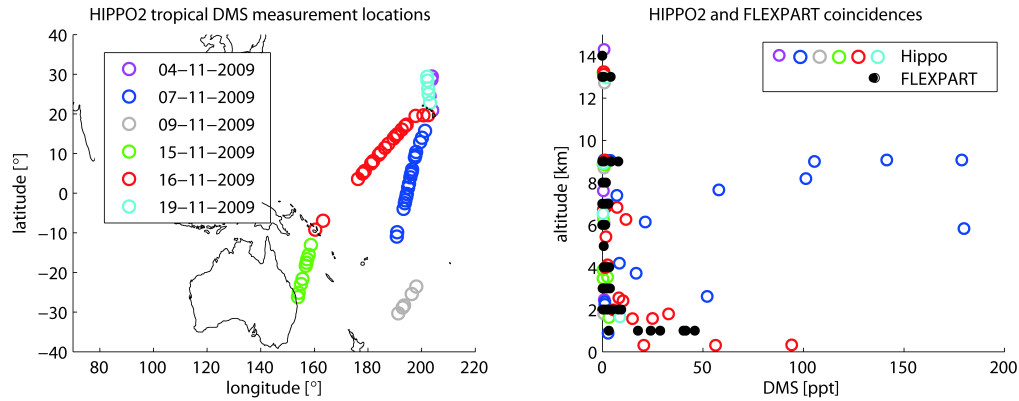 HIPPO2 tropical DMS measurement locations
40
30
20
10
0
−10
−20
−30
−40
latitude [°]
04−11−2009
07−11−2009
09−11−2009
15−11−2009
16−11−2009
19−11−2009
80 100 120 140 160 180 200 220
longitude [°]
HIPPO2 and FLEXPART coincidences
14
12
10
8
6
4
2
0
altitude [km]
Hippo
FLEXPART
0 50 100 150 200
DMS [ppt]